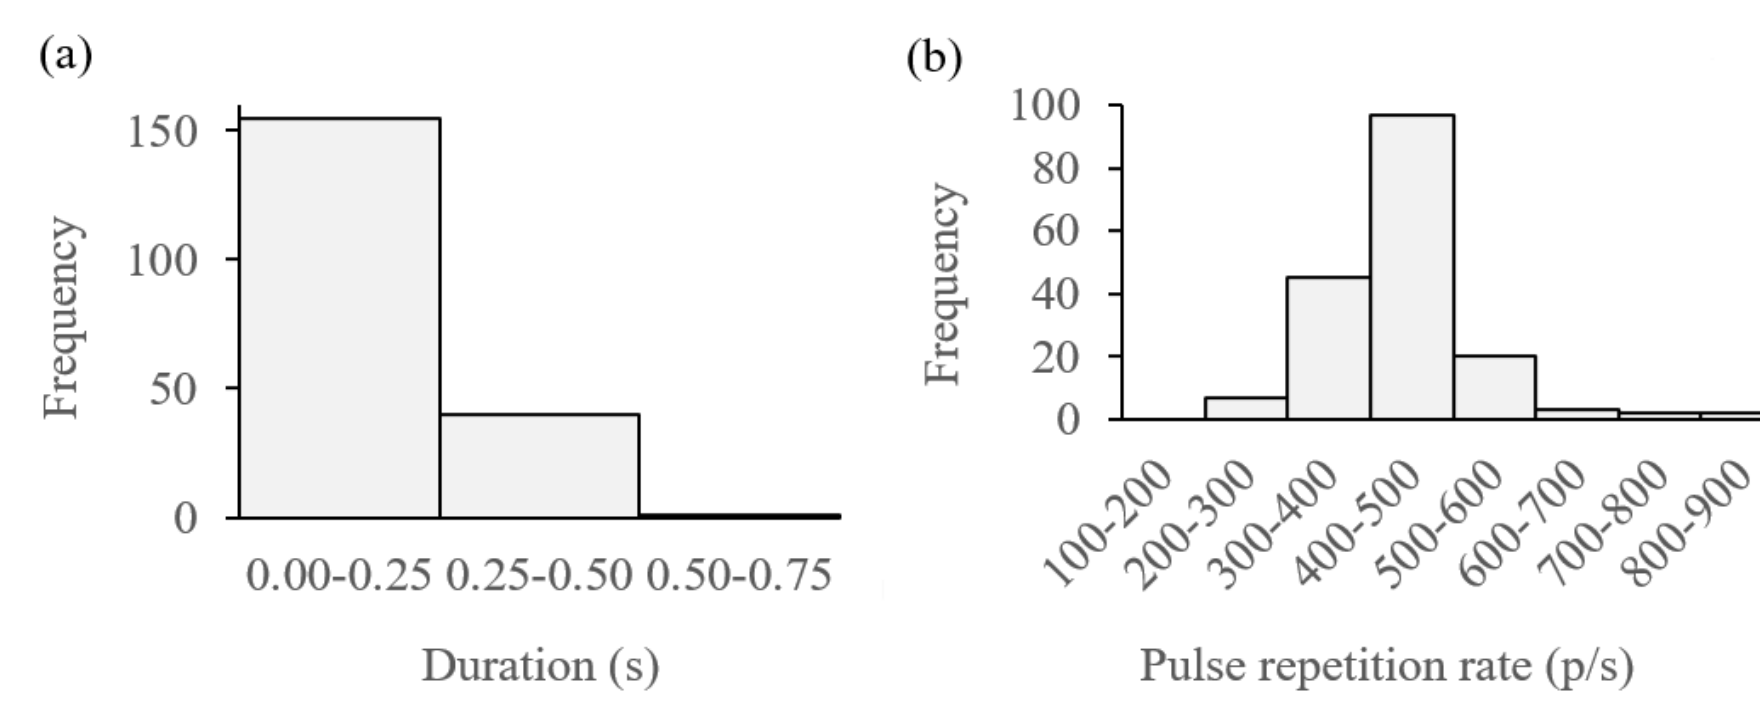 (a)
Frequency
150
100
50
0
0.00-0.25 0.25-0.50 0.50-0.75
Duration (s)
(b)
Frequency
100
80
60
40
20
0
100-200
200-300
300-400
400-500
500-600
600-700
700-800
800-900
Pulse repetition rate (p/s)